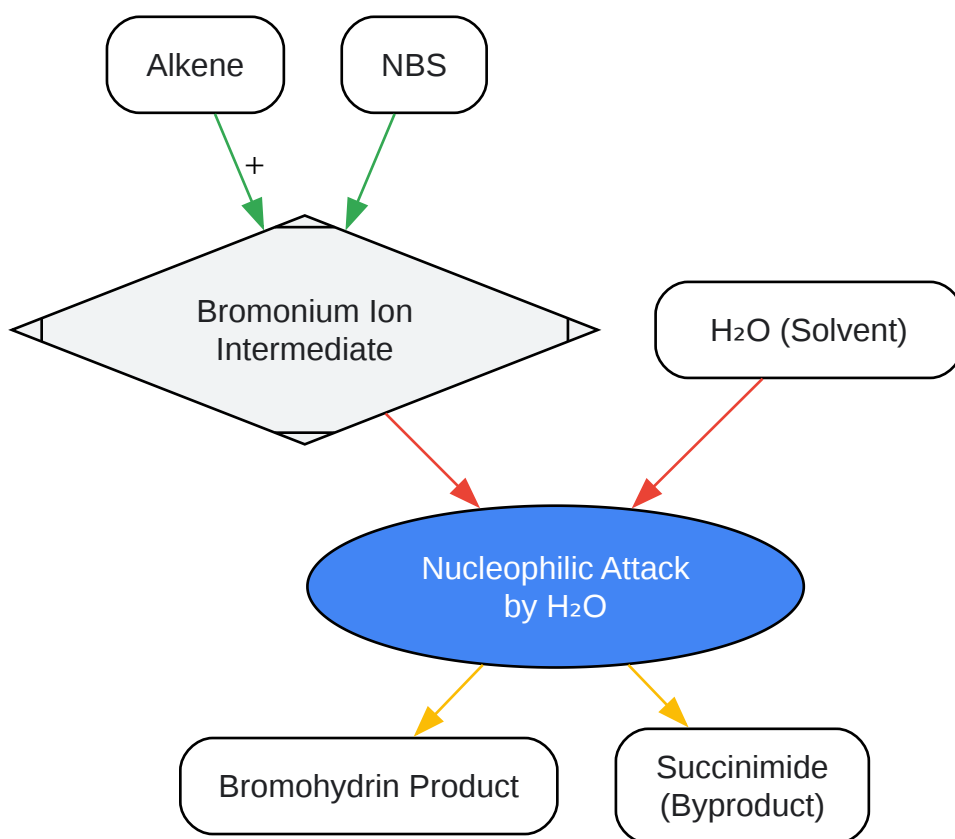 Alkene
NBS
+
Bromonium Ion
Intermediate
H₂O (Solvent)
Nucleophilic Attack
by H₂O
Bromohydrin Product
Succinimide
(Byproduct)